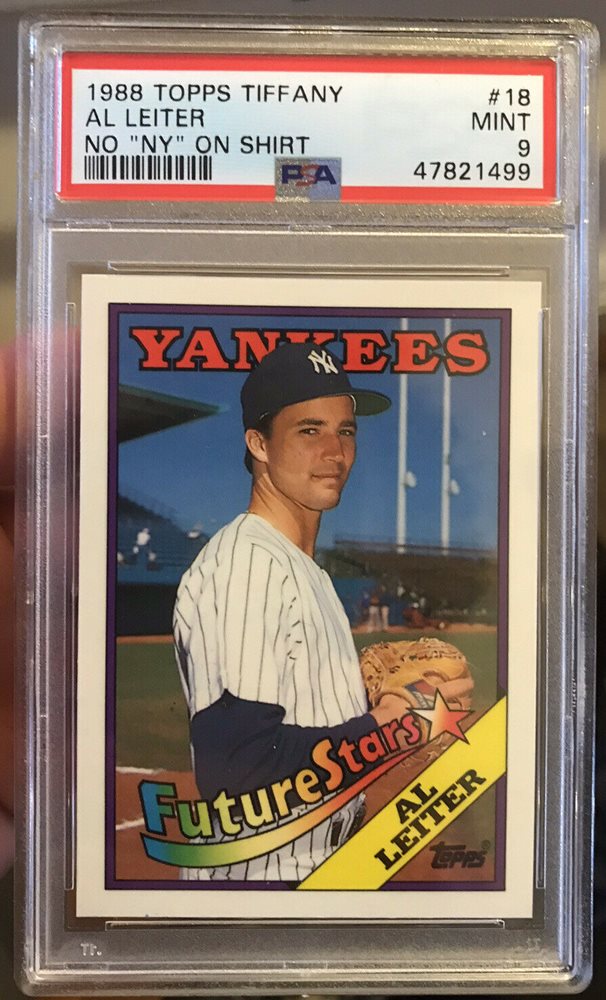 1988 TOPPS TIFFANY #18
AL LEITER MINT
NO "NY" ON SHIRT 9
PSA 47821499
YANKEES
NY
FutureStars
AL
LEITER
Topps®